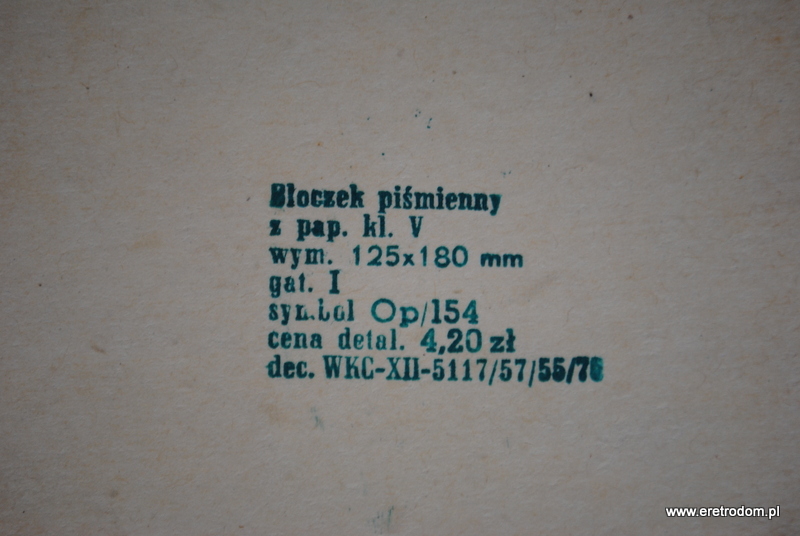 Bloczek piśmienny
z pap. kl. V
wym. 125x180 mm
gat. I
symbol Op/154
cena detal. 4,20 zł
dec. WKC-XII-5117/57/55/76
www.eretrodom.pl